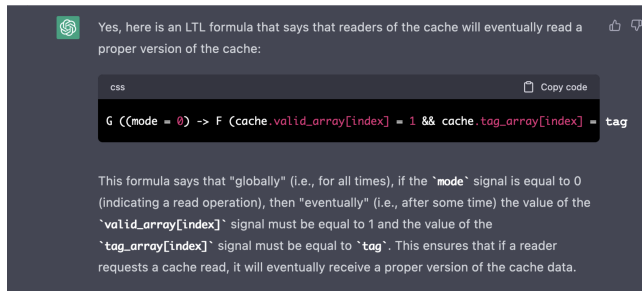 Yes, here is an LTL formula that says that readers of the cache will eventually read a
proper version of the cache:
css
Copy code
G ((mode = 0) -> F (cache.valid_array[index] = 1 && cache.tag_array[index] = tag
This formula says that "globally" (i.e., for all times), if the `mode` signal is equal to 0
(indicating a read operation), then "eventually" (i.e., after some time) the value of the
`valid_array[index]` signal must be equal to 1 and the value of the
`tag_array[index]` signal must be equal to `tag`. This ensures that if a reader
requests a cache read, it will eventually receive a proper version of the cache data.